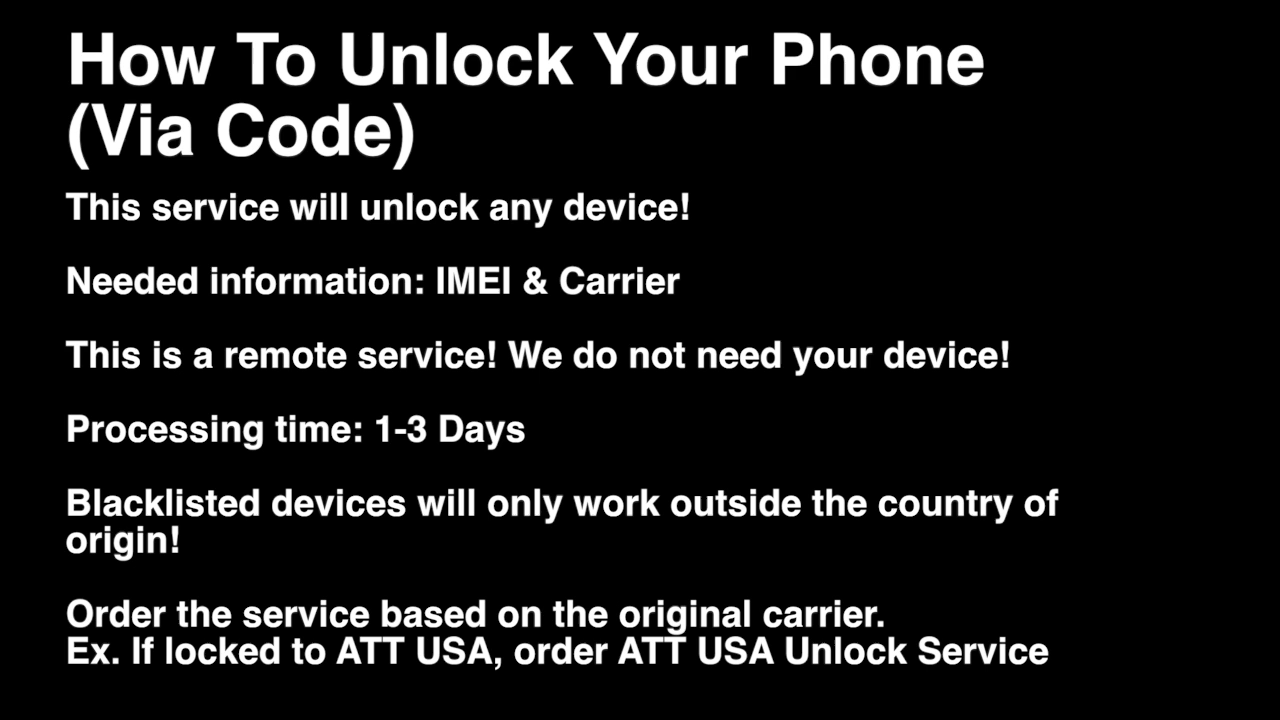 How To Unlock Your Phone
(Via Code)
This service will unlock any device!
Needed information: IMEI & Carrier
This is a remote service! We do not need your device!
Processing time: 1-3 Days
Blacklisted devices will only work outside the country of
origin!
Order the service based on the original carrier.
Ex. If locked to ATT USA, order ATT USA Unlock Service